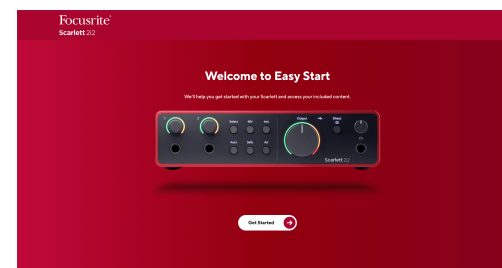 Focusrite
Scarlett 2i2
Welcome to Easy Start
We'll help you get started with your Scarlett and access your included content.
1
2
Select
48V
Inst
Output
Direct
Auto
Safe
Air
Scarlett 2i2
Get Started